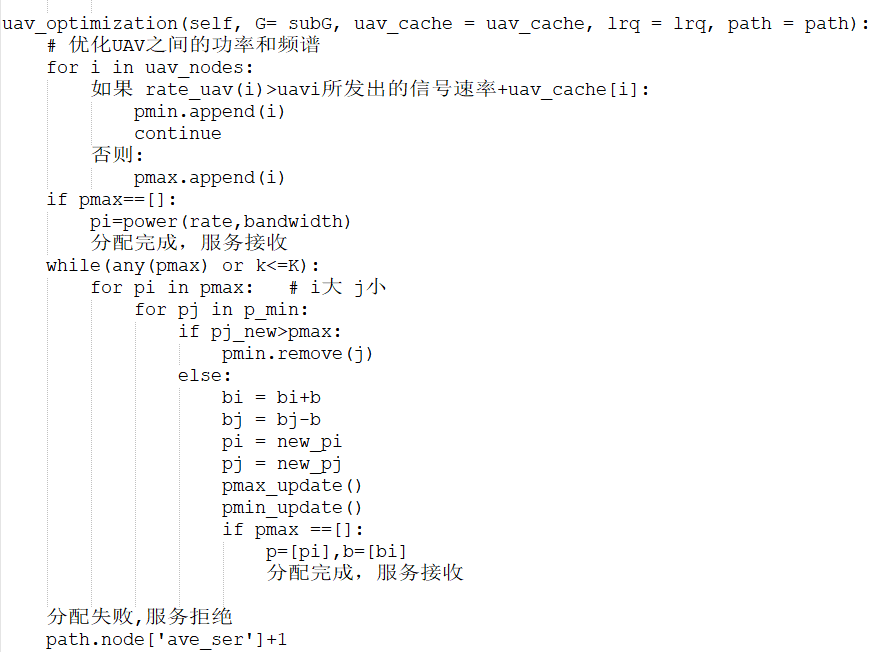 uav_optimization(self, G= subG, uav_cache = uav_cache, lrq = lrq, path = path):
# 优化UAV之间的功率和频谱
for i in uav_nodes:
如果 rate_uav(i)>uavi所发出的信号速率+uav_cache[i]:
pmin.append(i)
continue
否则:
pmax.append(i)
if pmax==[]:
pi=power(rate,bandwidth)
分配完成，服务接收
while(any(pmax) or k<=K):
for pi in pmax:   # i大 j小
for pj in p_min:
if pj_new>pmax:
pmin.remove(j)
else:
bi = bi+b
bj = bj-b
pi = new_pi
pj = new_pj
pmax_update()
pmin_update()
if pmax ==[]:
p=[pi],b=[bi]
分配完成，服务接收
分配失败,服务拒绝
path.node['ave_ser']+1